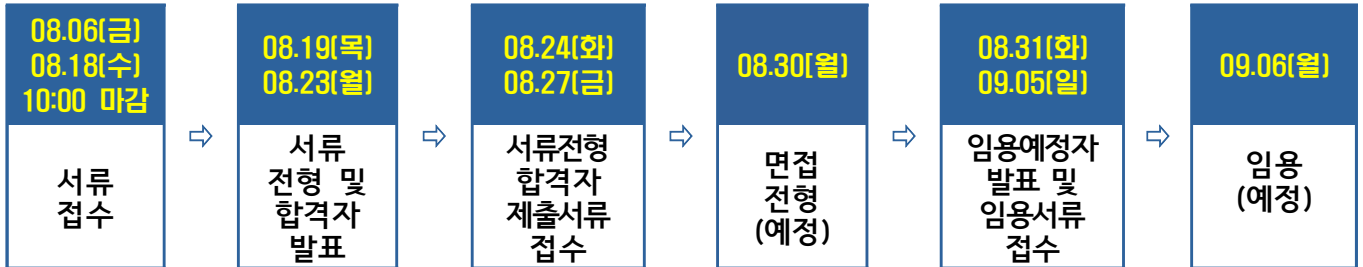 08.06(금)
08.18(수)
10:00 마감
서류
접수
⇨
08.19(목)
08.23(월)
서류
전형 및
합격자
발표
⇨
08.24(화)
08.27(금)
서류전형
합격자
제출서류
접수
⇨
08.30[월]
면접
전형
(예정)
⇨
08.31(화)
09.05(일)
임용예정자
발표 및
임용서류
접수
⇨
09.06(월)
임용
(예정)